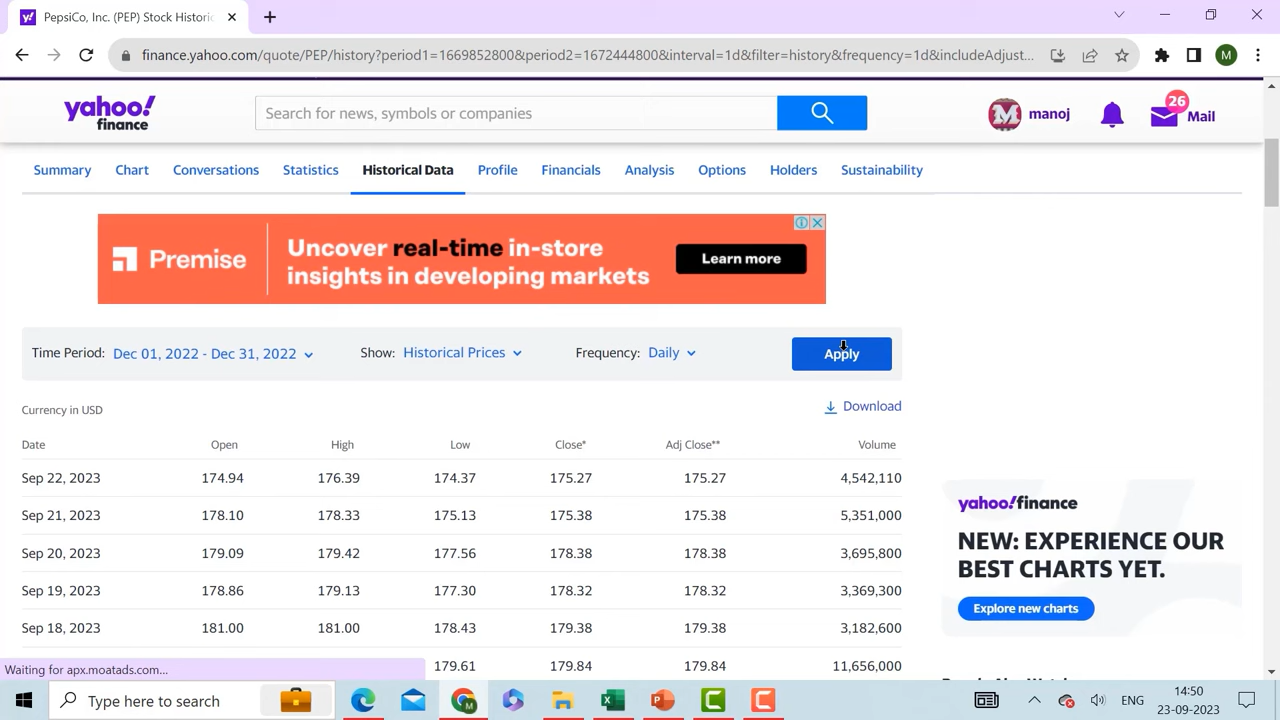 PepsiCo, Inc. (PEP) Stock Historic
finance.yahoo.com/quote/PEP/history?period1=1669852800&period2=1672444800&interval=1d&filter=history&frequency=1d&includeAdjust...
M
yahoo!
finance
Search for news, symbols or companies
manoj
26
Mail
Summary Chart Conversations Statistics Historical Data Profile Financials Analysis Options Holders Sustainability
Premise
Uncover real-time in-store
insights in developing markets
Learn more
Time Period: Dec 01, 2022 - Dec 31, 2022 Show: Historical Prices Frequency: Daily Apply
Currency in USD
Download
Date Open High Low Close* Adj Close** Volume
Sep 22, 2023 174.94 176.39 174.37 175.27 175.27 4,542,110
Sep 21, 2023 178.10 178.33 175.13 175.38 175.38 5,351,000
Sep 20, 2023 179.09 179.42 177.56 178.38 178.38 3,695,800
Sep 19, 2023 178.86 179.13 177.30 178.32 178.32 3,369,300
Sep 18, 2023 181.00 181.00 178.43 179.38 179.38 3,182,600
179.61 179.84 179.84 11,656,000
yahoo!finance
NEW: EXPERIENCE OUR
BEST CHARTS YET.
Explore new charts
Waiting for apx.moatads.com...
Type here to search
ENG
14:50
23-09-2023